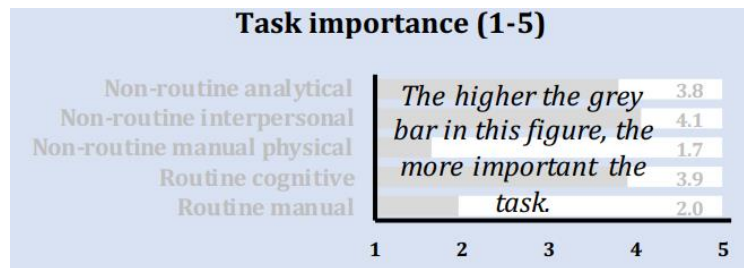 Task importance (1-5)
Non-routine analytical 3.8
Non-routine interpersonal 4.1
Non-routine manual physical 1.7
Routine cognitive 3.9
Routine manual 2.0
The higher the grey
bar in this figure, the
more important the
task.
1 2 3 4 5